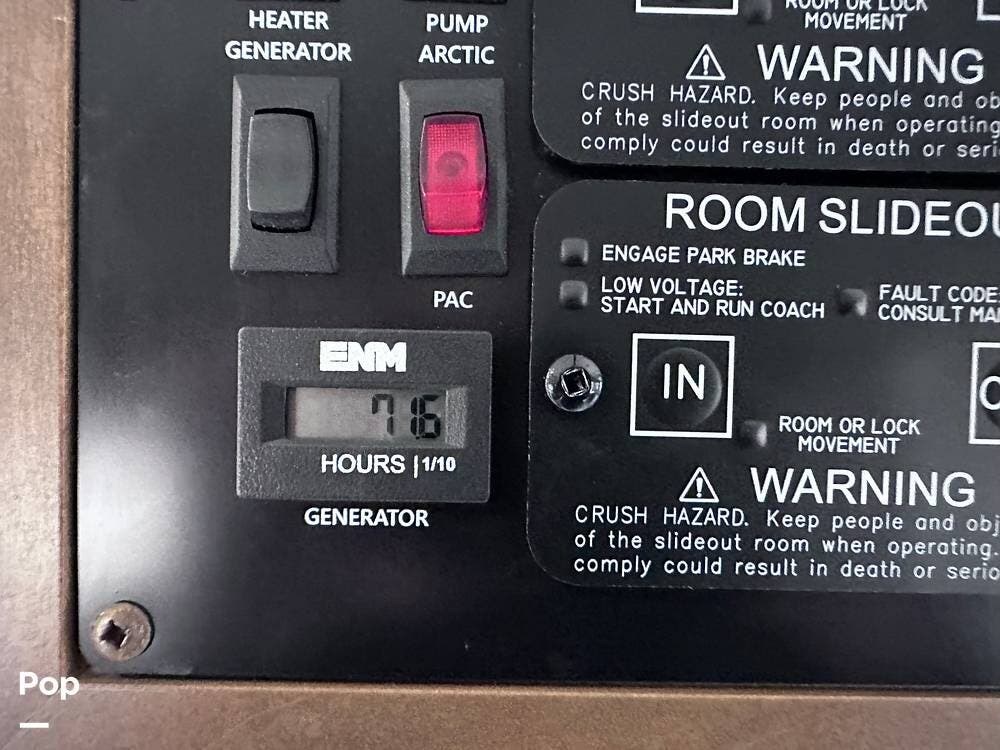 HEATER
GENERATOR
PUMP
ARCTIC
PAC
ENM
71.6
HOURS | 1/10
GENERATOR
ROOM OR LOCK
MOVEMENT
WARNING
CRUSH HAZARD. Keep people and ob
of the slideout room when operating
comply could result in death or seri
ROOM SLIDEOU
ENGAGE PARK BRAKE
LOW VOLTAGE:
START AND RUN COACH
FAULT CODE
CONSULT MA
IN
ROOM OR LOCK
MOVEMENT
WARNING
CRUSH HAZARD. Keep people and obj
of the slideout room when operating.
comply could result in death or serio
Pop